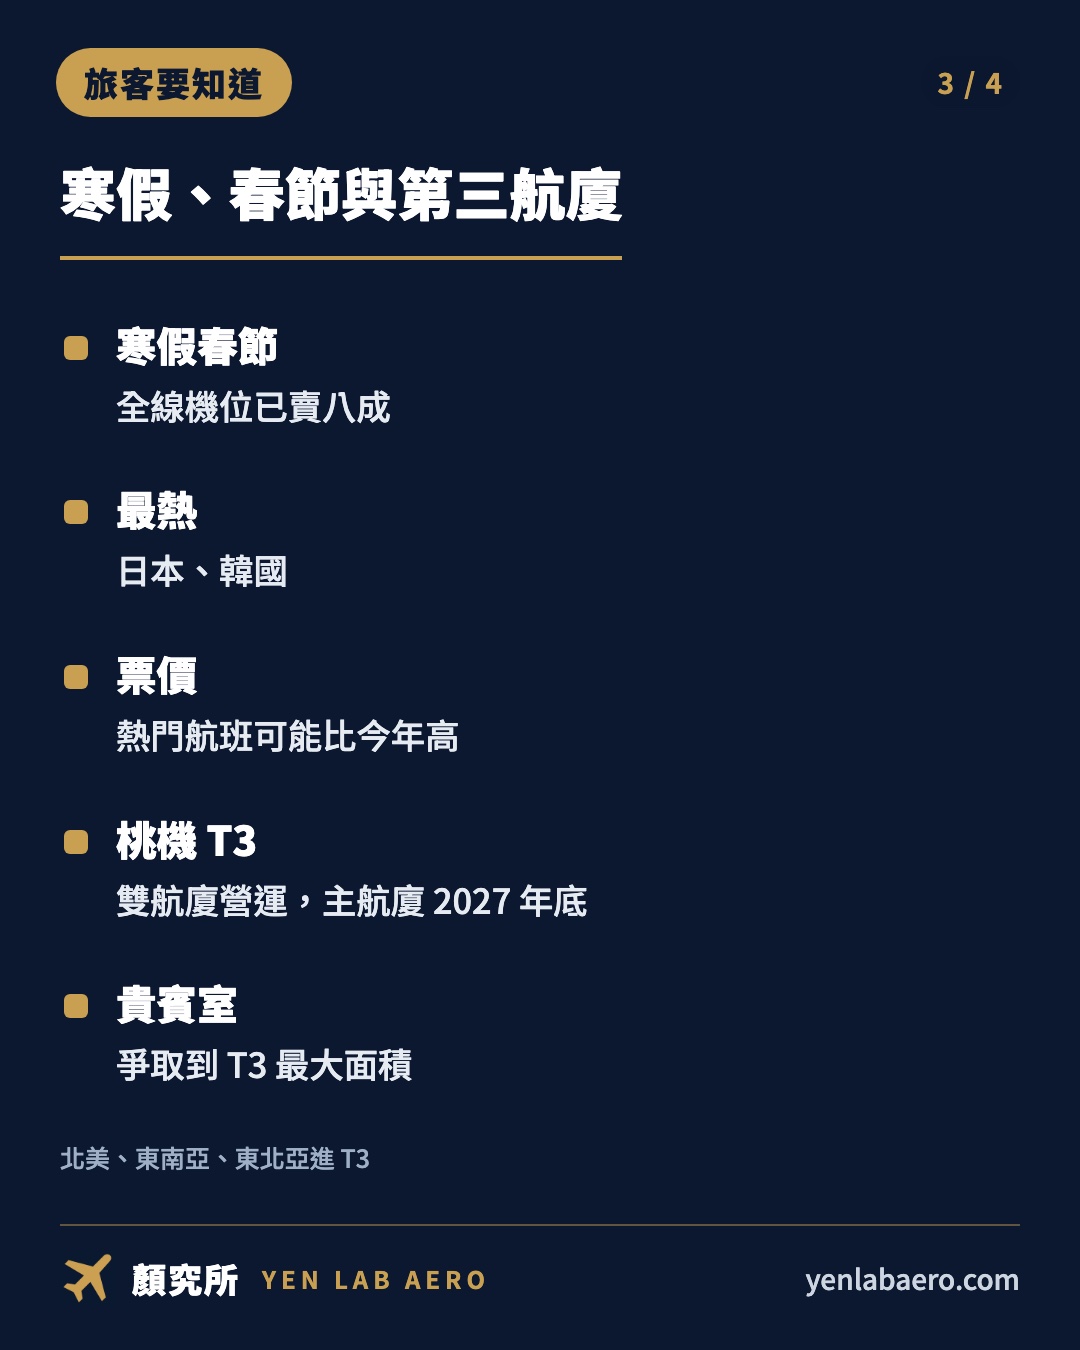 旅客要知道
3 / 4
寒假、春節與第三航廈
寒假春節
全線機位已賣八成
最熱
日本、韓國
票價
熱門航班可能比今年高
桃機 T3
雙航廈營運，主航廈 2027 年底
貴賓室
爭取到 T3 最大面積
北美、東南亞、東北亞進 T3
顏究所 YEN LAB AERO
yenlabaero.com